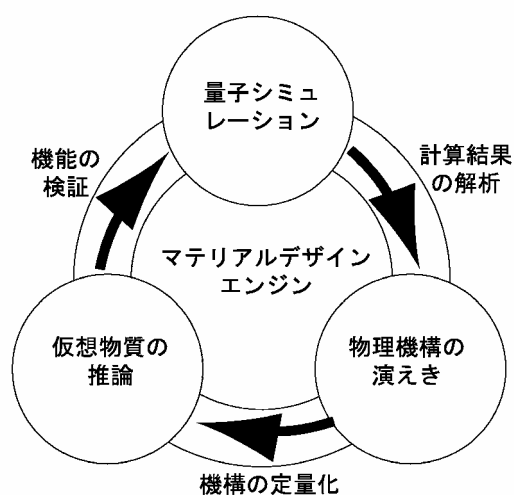 量子シミュ
レーション
機能の
検証
計算結果
の解析
マテリアルデザイン
エンジン
仮想物質の
推論
物理機構の
演えき
機構の定量化